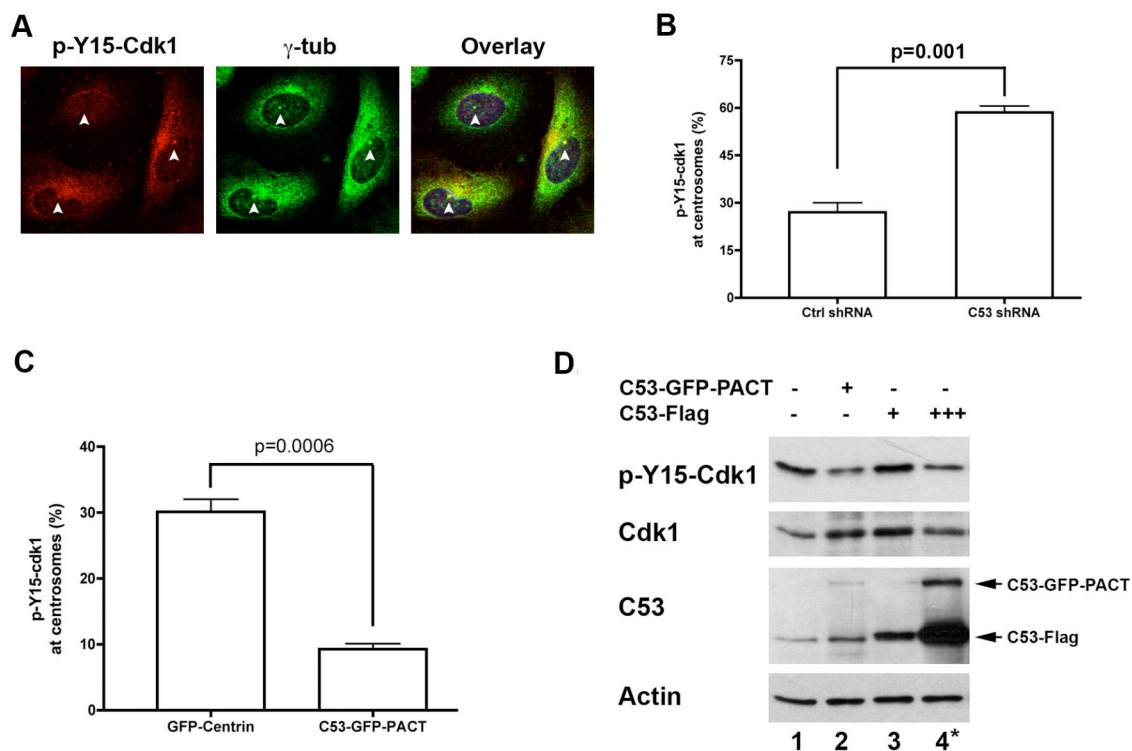 A
p-Y15-Cdk1 γ-tub Overlay
B
p=0.001
p-Y15-cdk1
at centrosomes (%)
75
60
45
30
15
0
Ctrl shRNA C53 shRNA
C
p=0.0006
p-Y15-cdk1
at centrosomes (%)
40
30
20
10
0
GFP-Centrin C53-GFP-PACT
D
C53-GFP-PACT - + - -
C53-Flag - - + +++
p-Y15-Cdk1
Cdk1
C53
C53-GFP-PACT
C53-Flag
Actin
1 2 3 4*